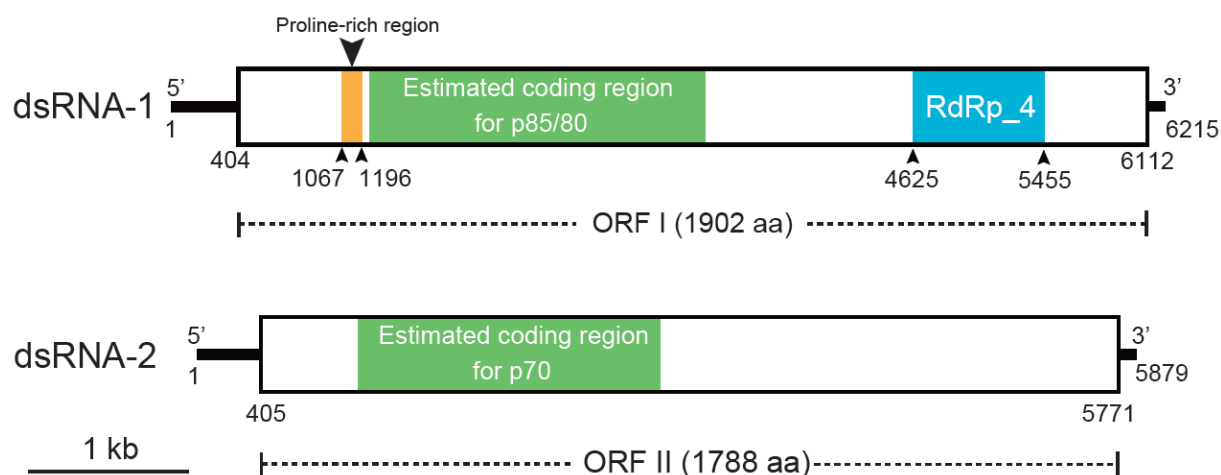 Proline-rich region
dsRNA-1
5’
1
Estimated coding region
for p85/80
RdRp_4
3’
6215
404
1067
1196
4625
5455
6112
ORF I (1902 aa)
dsRNA-2
5’
1
Estimated coding region
for p70
3’
5879
405
5771
1 kb
ORF II (1788 aa)